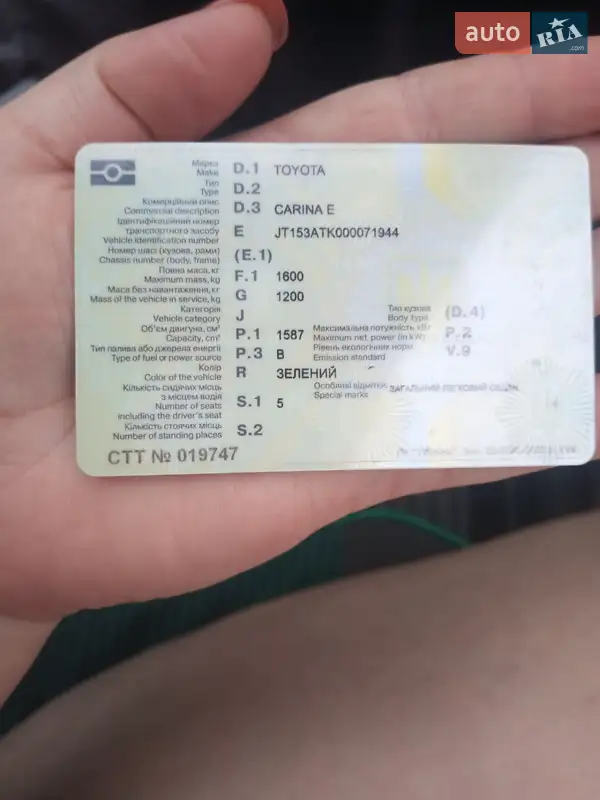 auto RIA .com
Марка
Make D.1 TOYOTA
Тип
Type D.2
Комерційний опис
Commercial description D.3 CARINA E
Ідентифікаційний номер
транспортного засобу
Vehicle identification number E JT153ATK000071944
Номер шасі (кузова, рами)
Chassis number (body, frame) (E.1)
Повна маса, кг
Maximum mass, kg F.1 1600
Маса без навантаження, кг
Mass of the vehicle in service, kg G 1200
Категорія
Vehicle category J
Тип кузова
Body type (D.4)
Об'єм двигуна, см³
Capacity, cm³ P.1 1587
Максимальна потужність, кВт
Maximum net power (in kW) P.2
Тип палива або джерела енергії
Type of fuel or power source P.3 B
Рівень екологічних норм
Emission standard V.9
Колір
Color of the vehicle R ЗЕЛЕНИЙ
Особливі відмітки
Special marks ЗАГАЛЬНИЙ ЛЕГКОВИЙ СЕДАН
Кількість сидячих місць
з місцем водія
Number of seats
including the driver's seat S.1 5
Кількість стоячих місць
Number of standing places S.2
СТТ № 019747